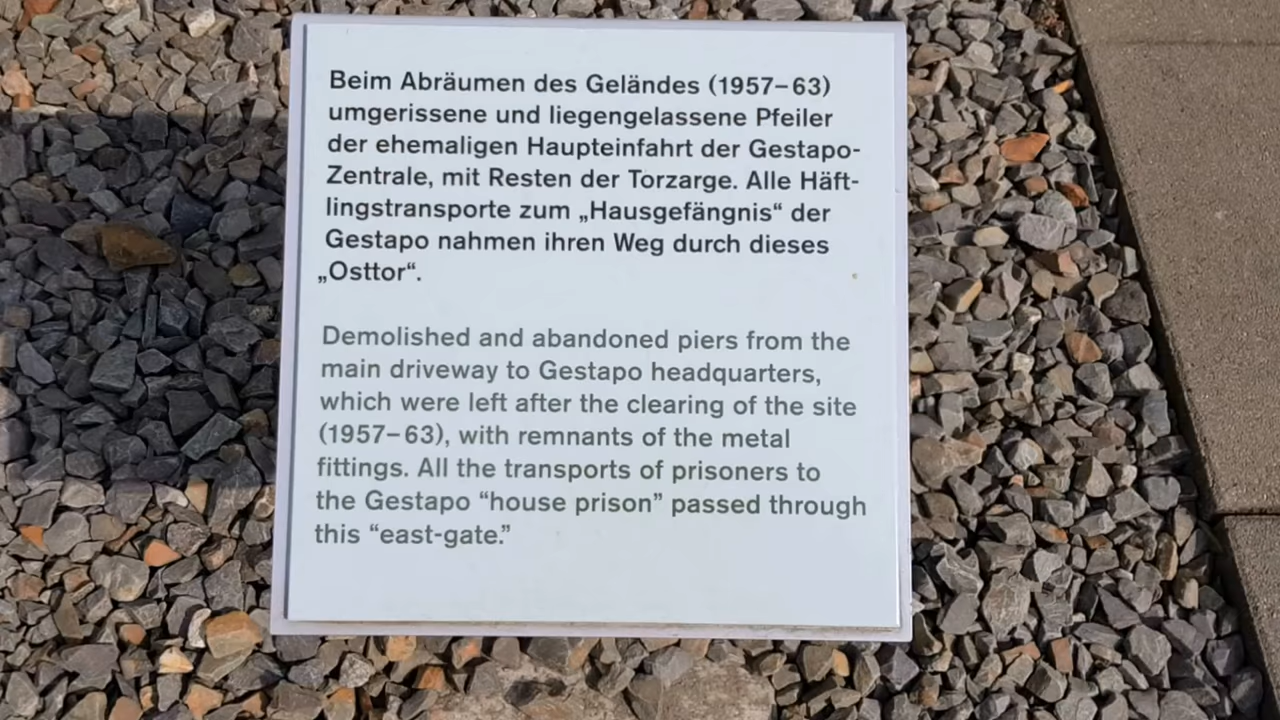 Beim Abräumen des Geländes (1957–63)
umgerissene und liegengelassene Pfeiler
der ehemaligen Haupteinfahrt der Gestapo-
Zentrale, mit Resten der Torzarge. Alle Häft-
lingstransporte zum „Hausgefängnis“ der
Gestapo nahmen ihren Weg durch dieses
„Osttor“.
Demolished and abandoned piers from the
main driveway to Gestapo headquarters,
which were left after the clearing of the site
(1957–63), with remnants of the metal
fittings. All the transports of prisoners to
the Gestapo “house prison” passed through
this “east-gate.”